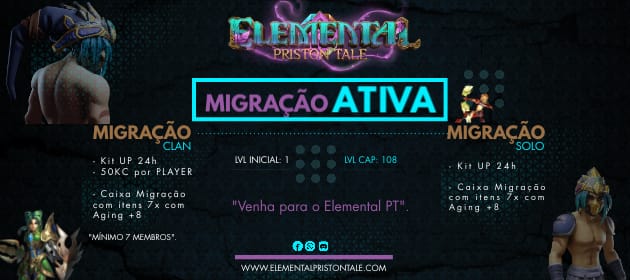 ELEMENTAL
PRISTON TALE
MIGRAÇÃO ATIVA
MIGRAÇÃO
CLAN
- Kit UP 24h
- 50KC por PLAYER
- Caixa Migração
com itens 7x com
Aging +8
"MÍNIMO 7 MEMBROS".
LVL INICIAL: 1
LVL CAP: 108
"Venha para o Elemental PT".
MIGRAÇÃO
SOLO
- Kit UP 24h
- Caixa Migração
com itens 7x com
Aging +8
WWW.ELEMENTALPRISTONTALE.COM